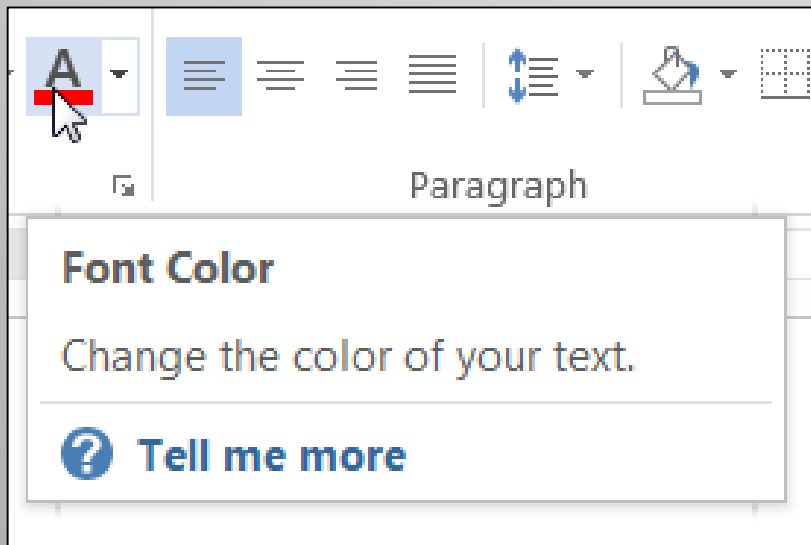 A
Paragraph
Font Color
Change the color of your text.
? Tell me more